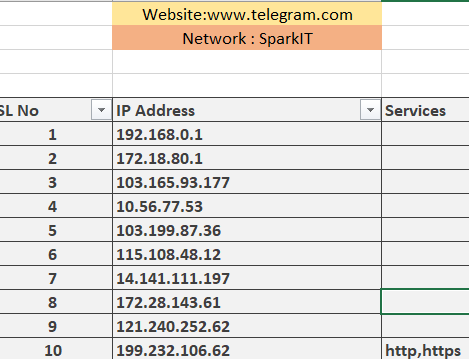 Website:www.telegram.com
Network : SparkIT
SL No IP Address Services
1 192.168.0.1
2 172.18.80.1
3 103.165.93.177
4 10.56.77.53
5 103.199.87.36
6 115.108.48.12
7 14.141.111.197
8 172.28.143.61
9 121.240.252.62
10 199.232.106.62 http,https